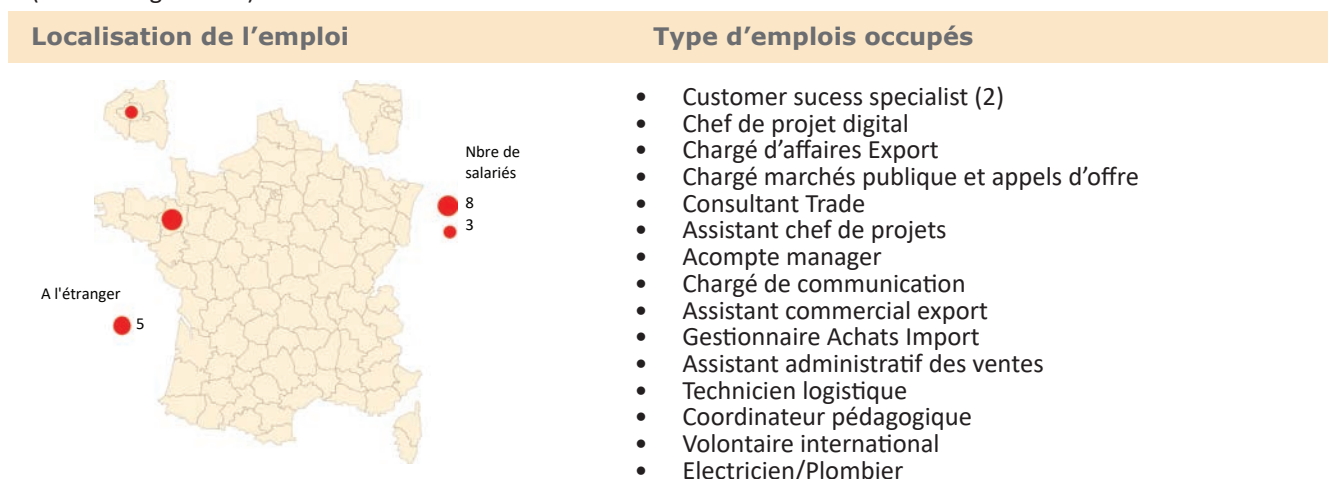 Localisation de l'emploi
Type d'emplois occupés
Nbre de
salariés
8
3
A l'étranger
5
• Customer sucess specialist (2)
• Chef de projet digital
• Chargé d'affaires Export
• Chargé marchés publique et appels d'offre
• Consultant Trade
• Assistant chef de projets
• Acompte manager
• Chargé de communication
• Assistant commercial export
• Gestionnaire Achats Import
• Assistant administratif des ventes
• Technicien logistique
• Coordinateur pédagogique
• Volontaire international
• Electricien/Plombier